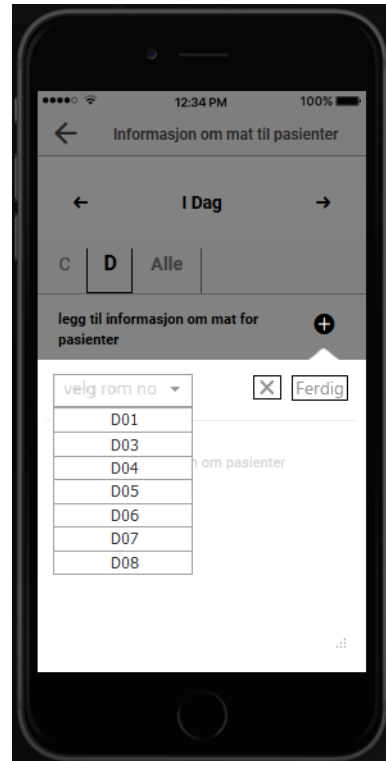 12:34 PM
100%
Informasjon om mat til pasienter
I Dag
C D Alle
legg til informasjon om mat for
pasienter
velg rom no
Ferdig
D01
D03
om pasienter
D04
D05
D06
D07
D08